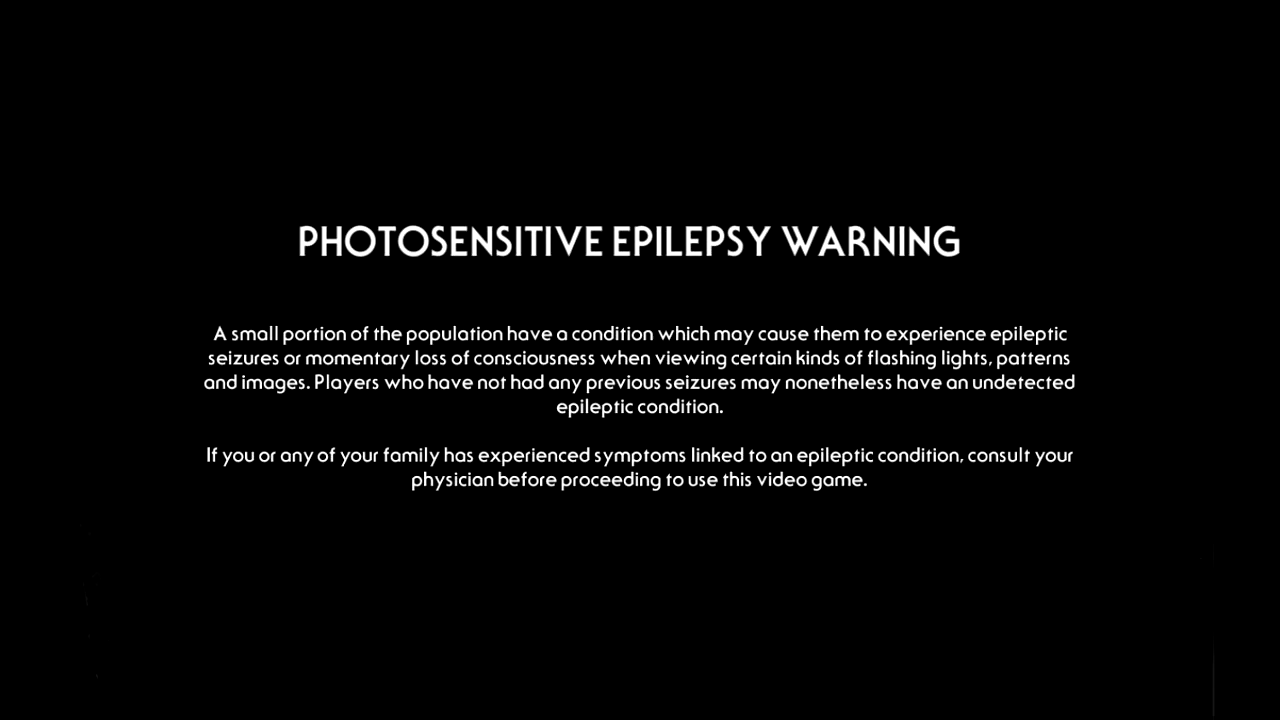 PHOTOSENSITIVE EPILEPSY WARNING
A small portion of the population have a condition which may cause them to experience epileptic
seizures or momentary loss of consciousness when viewing certain kinds of flashing lights, patterns
and images. Players who have not had any previous seizures may nonetheless have an undetected
epileptic condition.
If you or any of your family has experienced symptoms linked to an epileptic condition, consult your
physician before proceeding to use this video game.